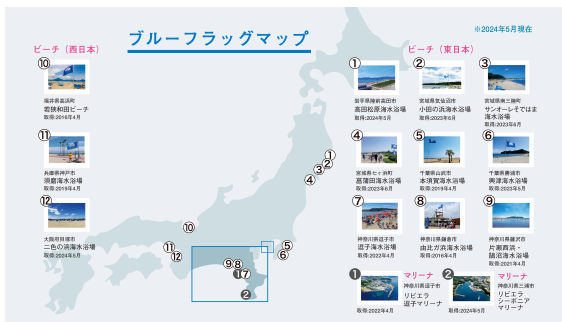 ブルーフラッグマップ
※2024年5月現在
ビーチ（西日本）
⑩
福井県高浜町
若狭和田ビーチ
取得:2016年4月
⑪
兵庫県神戸市
須磨海水浴場
取得:2019年4月
⑫
大阪府貝塚市
二色の浜海水浴場
取得:2024年5月
ビーチ（東日本）
①
岩手県陸前高田市
高田松原海水浴場
取得:2024年5月
②
宮城県気仙沼市
小田の浜海水浴場
取得:2023年6月
③
宮城県南三陸町
サンオーレそではま
海水浴場
取得:2023年6月
④
宮城県七ヶ浜町
菖蒲田海水浴場
取得:2023年6月
⑤
千葉県山武市
本須賀海水浴場
取得:2019年4月
⑥
千葉県勝浦市
興津海水浴場
取得:2023年5月
⑦
神奈川県逗子市
逗子海水浴場
取得:2022年4月
⑧
神奈川県鎌倉市
由比ガ浜海水浴場
取得:2016年4月
⑨
神奈川県藤沢市
片瀬西浜・
鵠沼海水浴場
取得:2021年4月
❶
マリーナ
神奈川県逗子市
リビエラ
逗子マリーナ
取得:2022年4月
❷
マリーナ
神奈川県三浦市
リビエラ
シーボニア
マリーナ
取得:2024年5月
①
②
③
④
⑩
⑪
⑫
⑤
⑥
⑨⑧
❶⑦
❷